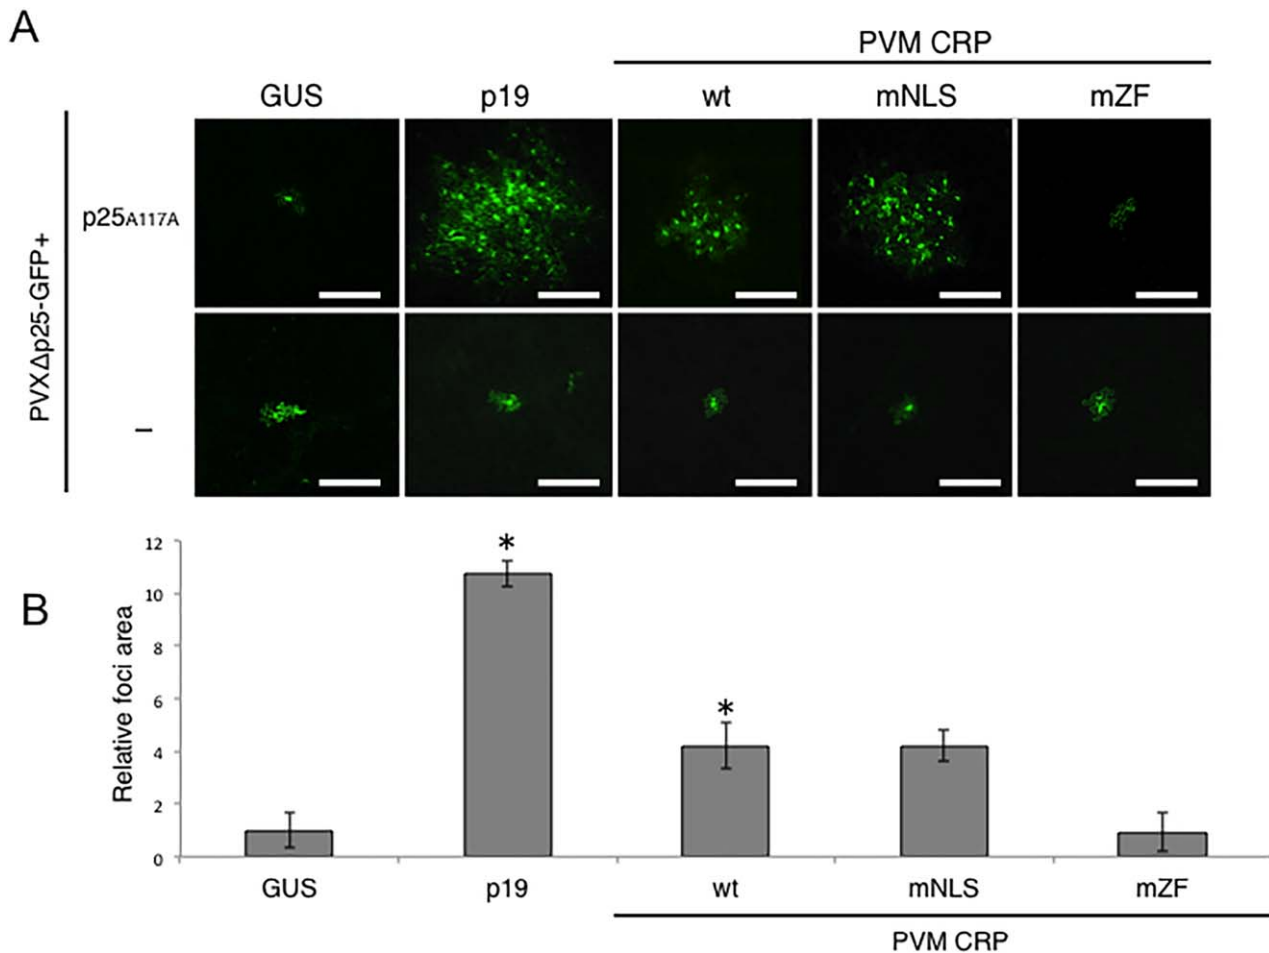 A
PVM CRP
GUS p19 wt mNLS mZF
PVXΔp25-GFP+
p25A117A
–
B
Relative foci area
12
10
8
6
4
2
0
* *
GUS p19 wt mNLS mZF
PVM CRP